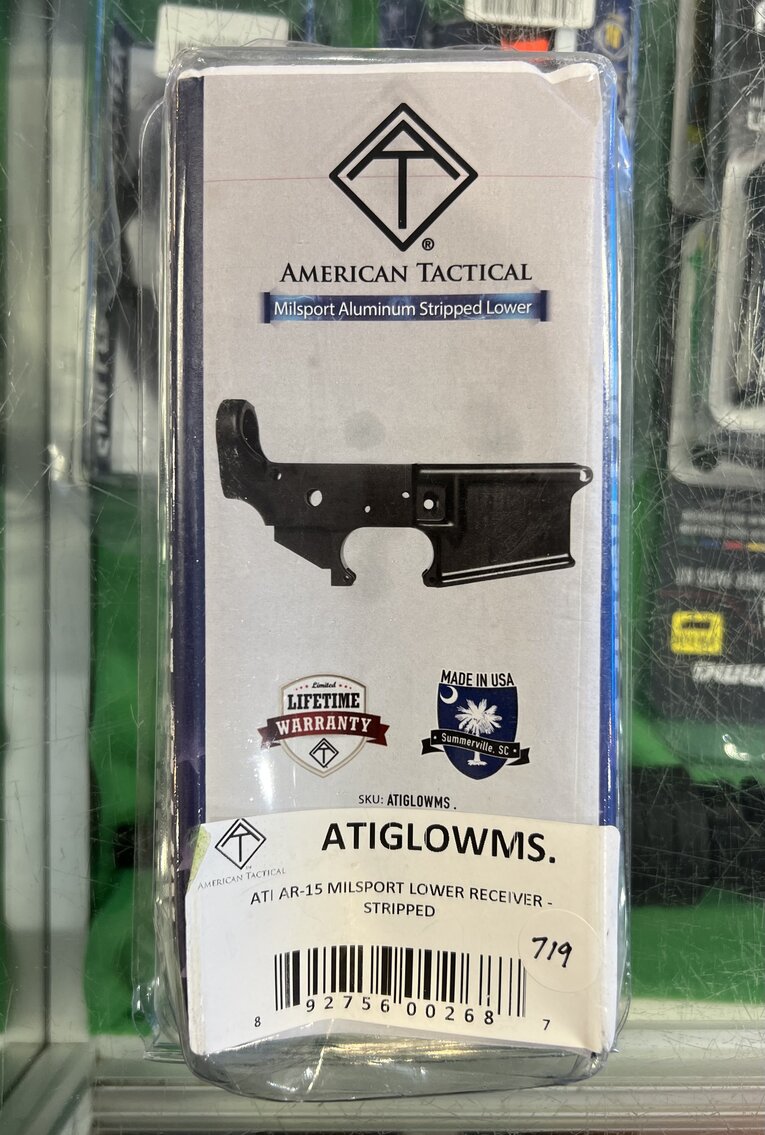 ®
AMERICAN TACTICAL
Milsport Aluminum Stripped Lower
Limited
LIFETIME
WARRANTY
MADE IN USA
Summerville, SC
SKU: ATIGLOWMS.
AMERICAN TACTICAL
ATIGLOWMS.
ATI AR-15 MILSPORT LOWER RECEIVER -
STRIPPED
719
8 92756 00268 7